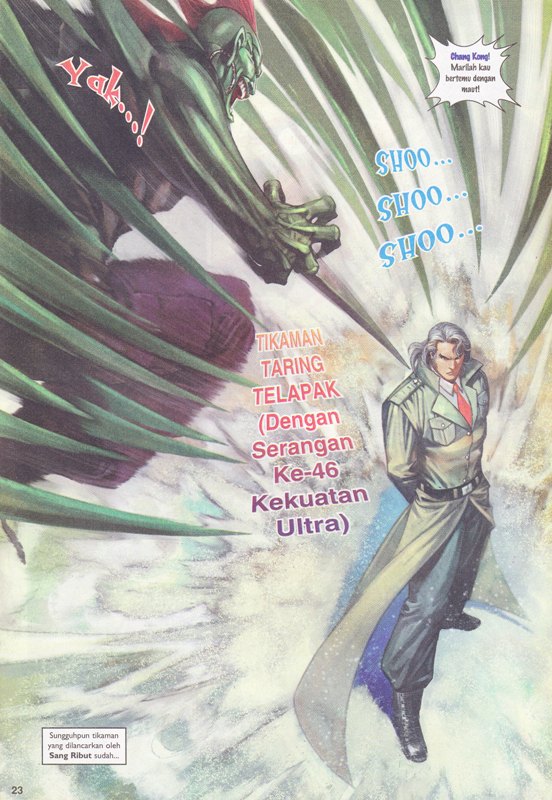 Chang Kong!
Marilah kau
bertemu dengan
maut!
Yak...!
SHOO...
SHOO...
SHOO...
TIKAMAN
TARING
TELAPAK
(Dengan
Serangan
Ke-46
Kekuatan
Ultra)
Sungguhpun tikaman
yang dilancarkan oleh
Sang Ribut sudah...
23